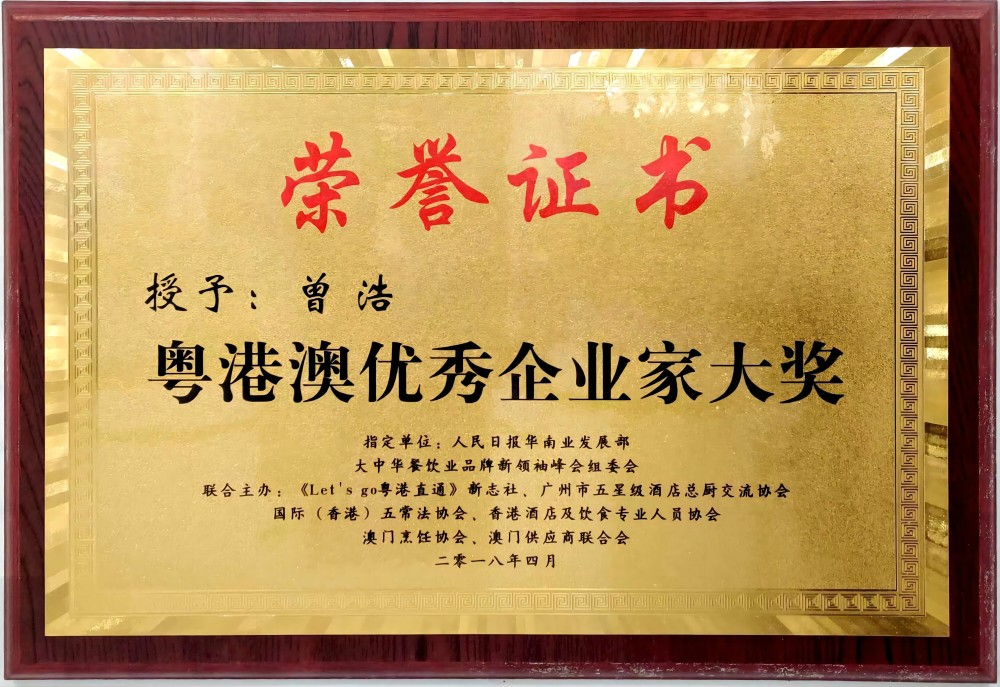 荣誉证书
授予：曾浩
粤港澳优秀企业家大奖
指定单位：人民日报华南业发展部
大中华餐饮业品牌新领袖峰会组委会
联合主办：《Let's go粤港直通》新志社、广州市五星级酒店总厨交流协会
国际（香港）五常法协会、香港酒店及饮食专业人员协会
澳门烹饪协会、澳门供应商联合会
二零一八年四月